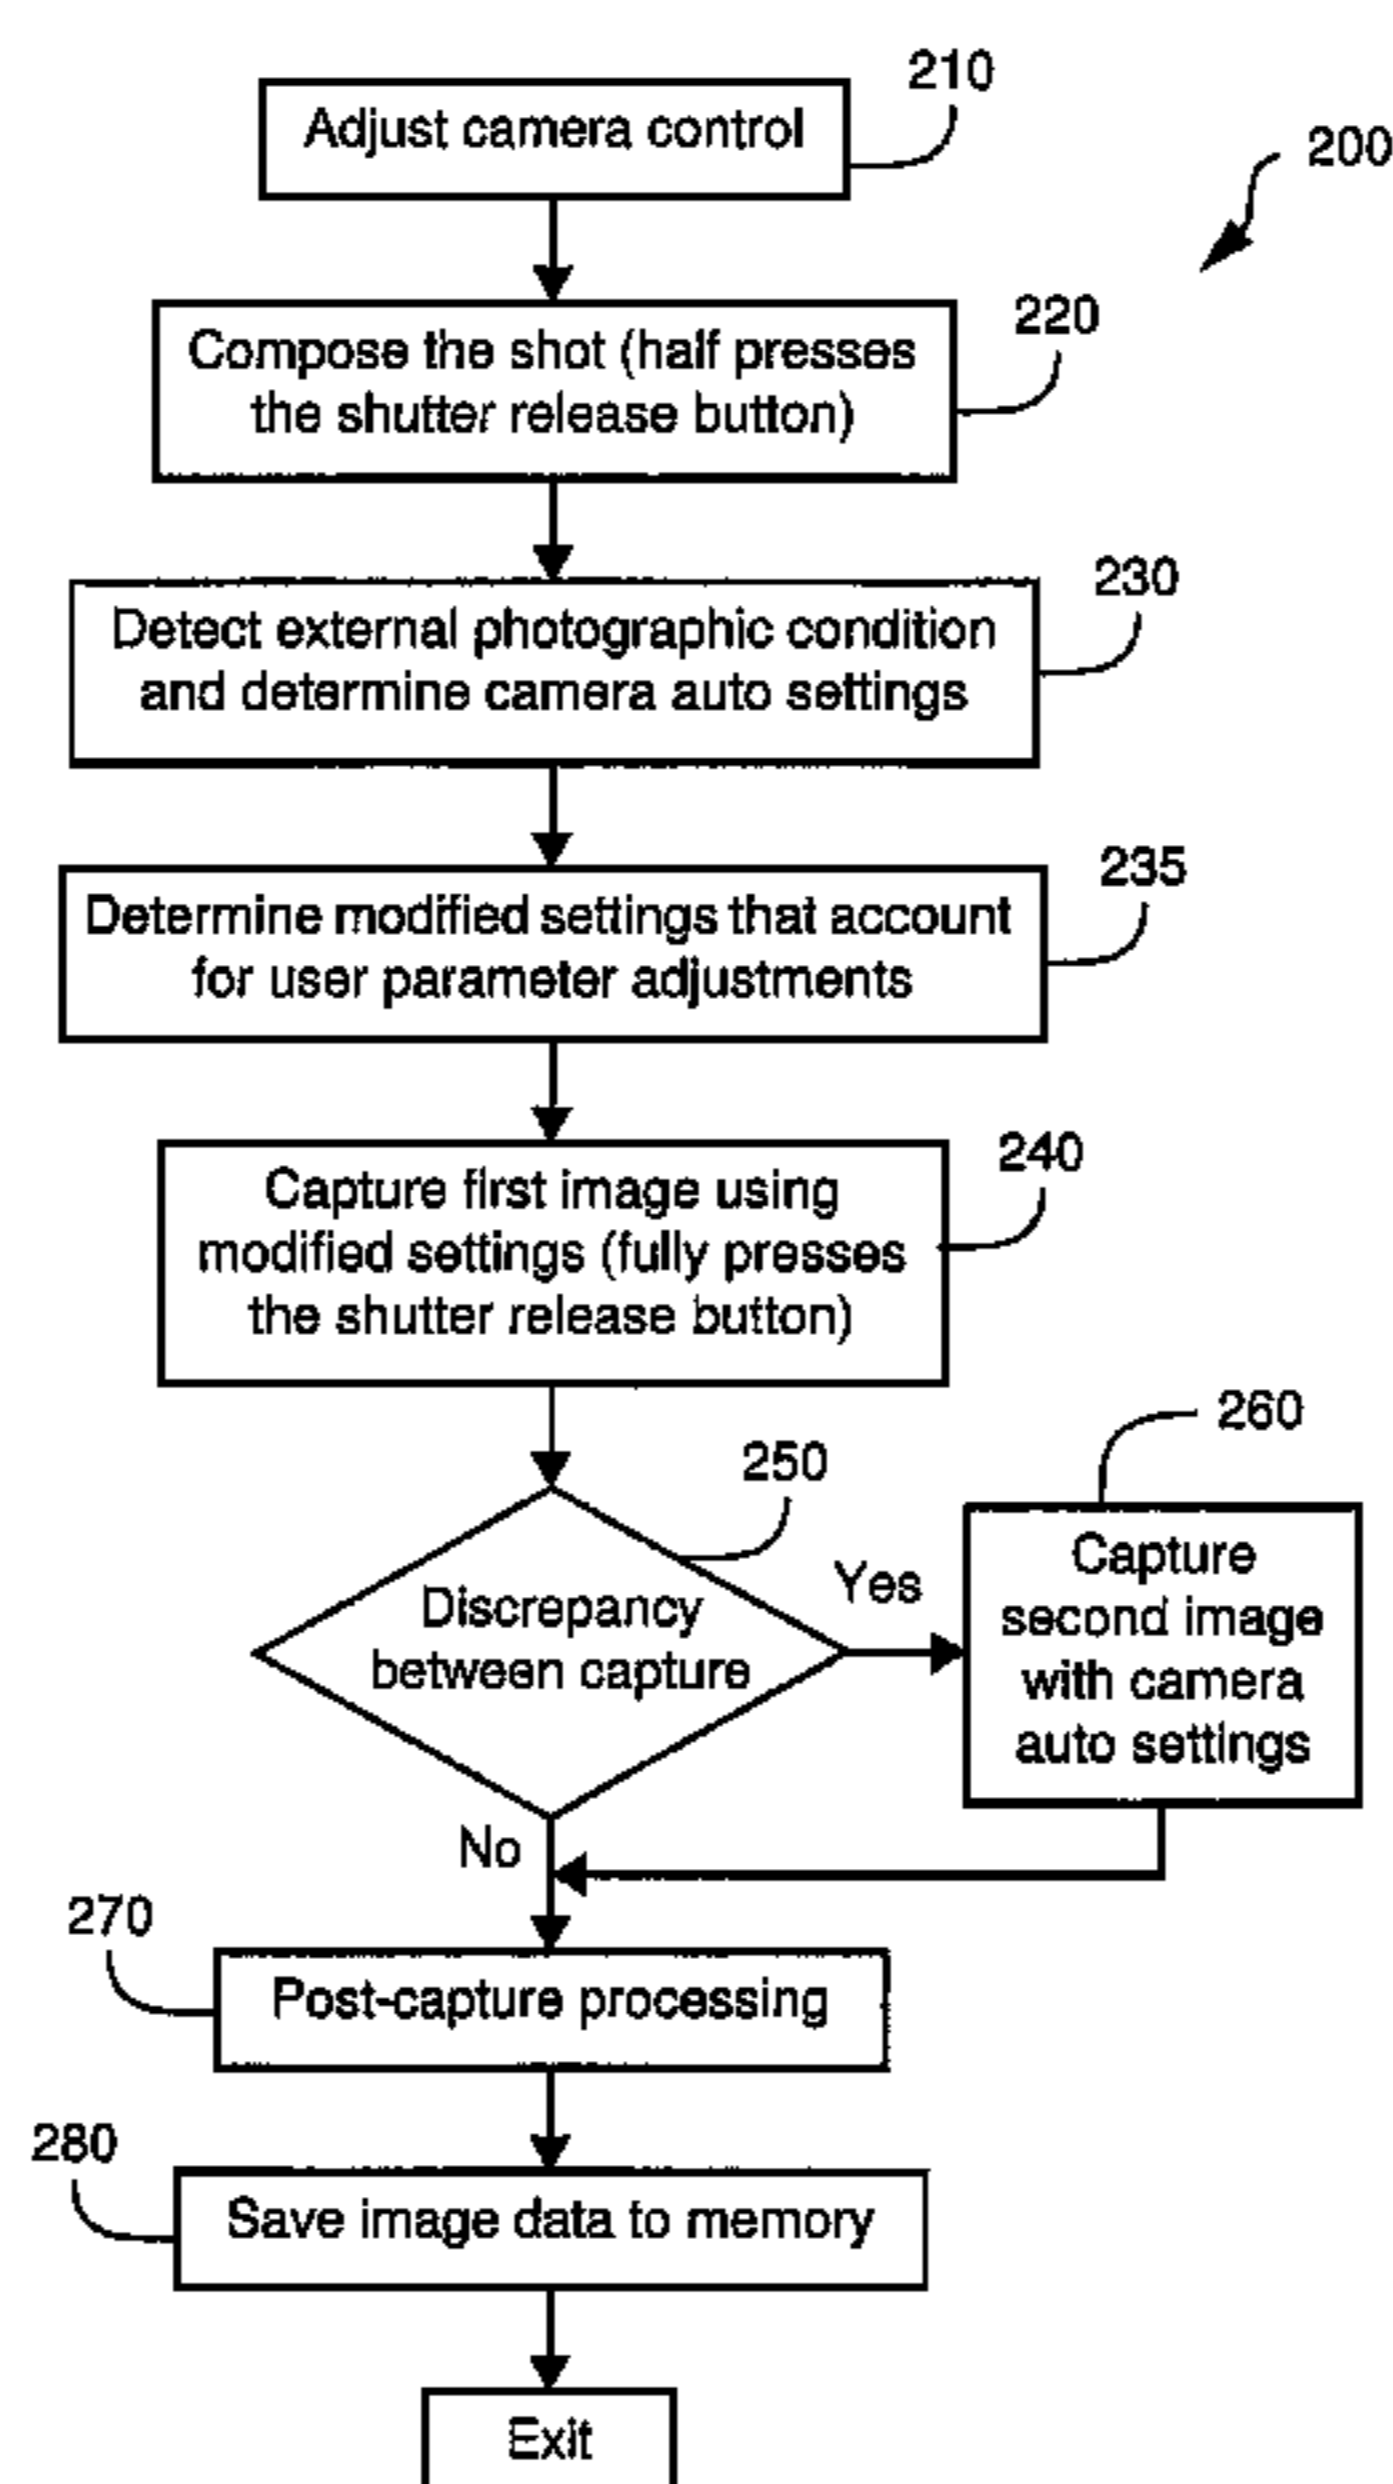 210
Adjust camera control
200
220
Compose the shot (half presses
the shutter release button)
230
Detect external photographic condition
and determine camera auto settings
235
Determine modified settings that account
for user parameter adjustments
240
Capture first image using
modified settings (fully presses
the shutter release button)
250
Discrepancy
between capture
Yes
260
Capture
second image
with camera
auto settings
No
270
Post-capture processing
280
Save image data to memory
Exit